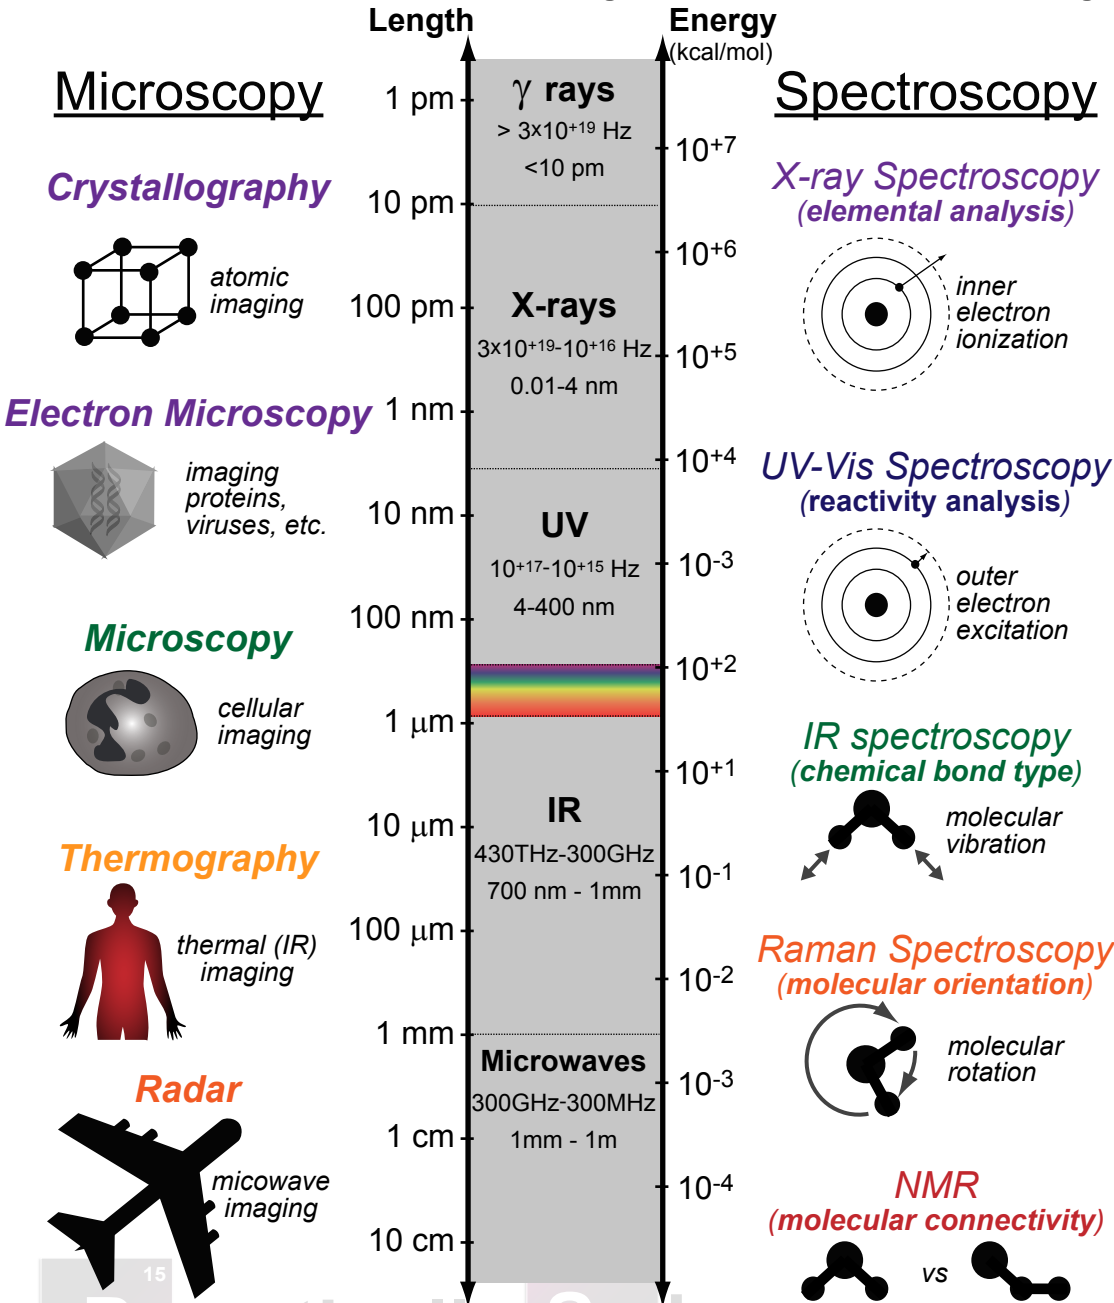 Length
Energy
(kcal/mol)
Microscopy
Crystallography
atomic
imaging
Electron Microscopy
imaging
proteins,
viruses, etc.
Microscopy
cellular
imaging
Thermography
thermal (IR)
imaging
Radar
micowave
imaging
1 pm
10 pm
100 pm
1 nm
10 nm
100 nm
1 μm
10 μm
100 μm
1 mm
1 cm
10 cm
γ rays
> 3x10⁺¹⁹ Hz
<10 pm
X-rays
3x10⁺¹⁹-10⁺¹⁶ Hz
0.01-4 nm
UV
10⁺¹⁷-10⁺¹⁵ Hz
4-400 nm
IR
430THz-300GHz
700 nm - 1mm
Microwaves
300GHz-300MHz
1mm - 1m
10⁺⁷
10⁺⁶
10⁺⁵
10⁺⁴
10⁻³
10⁺²
10⁺¹
10⁻¹
10⁻²
10⁻³
10⁻⁴
Spectroscopy
X-ray Spectroscopy
(elemental analysis)
inner
electron
ionization
UV-Vis Spectroscopy
(reactivity analysis)
outer
electron
excitation
IR spectroscopy
(chemical bond type)
molecular
vibration
Raman Spectroscopy
(molecular orientation)
molecular
rotation
NMR
(molecular connectivity)
vs
15